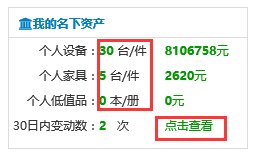 我的名下资产
个人设备：30 台/件 8106758元
个人家具：5 台/件 2620元
个人低值品：0 本/册 0元
30日内变动数：2 次 点击查看